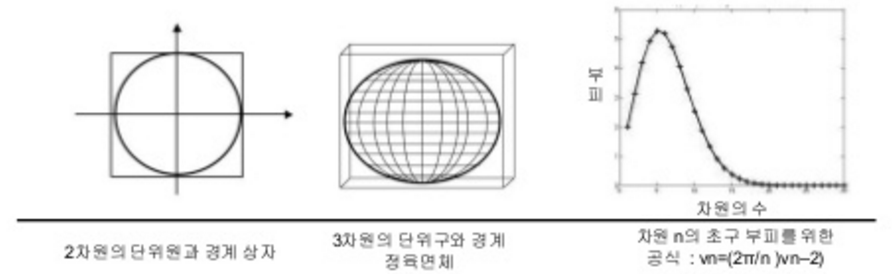 부피
차원의 수
2차원의 단위원과 경계 상자
3차원의 단위구와 경계
정육면체
차원 n의 초구 부피를 위한
공식 : vn=(2π/n )vn–2)